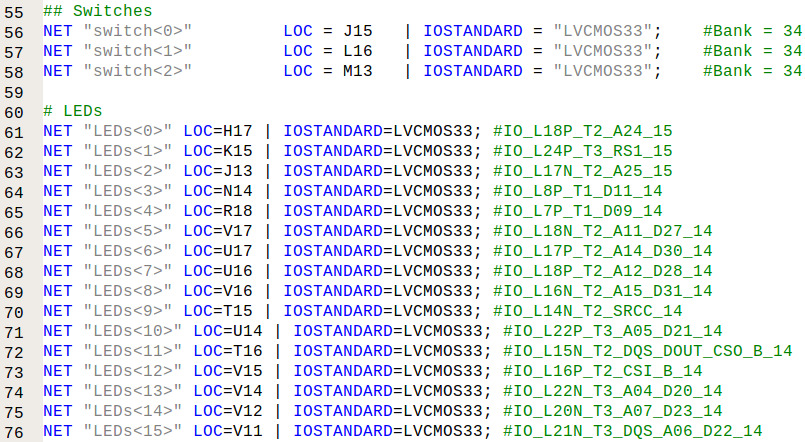 55 ## Switches
56 NET "switch<0>" LOC = J15 | IOSTANDARD = "LVCMOS33"; #Bank = 34
57 NET "switch<1>" LOC = L16 | IOSTANDARD = "LVCMOS33"; #Bank = 34
58 NET "switch<2>" LOC = M13 | IOSTANDARD = "LVCMOS33"; #Bank = 34
59
60 # LEDs
61 NET "LEDs<0>" LOC=H17 | IOSTANDARD=LVCMOS33; #IO_L18P_T2_A24_15
62 NET "LEDs<1>" LOC=K15 | IOSTANDARD=LVCMOS33; #IO_L24P_T3_RS1_15
63 NET "LEDs<2>" LOC=J13 | IOSTANDARD=LVCMOS33; #IO_L17N_T2_A25_15
64 NET "LEDs<3>" LOC=N14 | IOSTANDARD=LVCMOS33; #IO_L8P_T1_D11_14
65 NET "LEDs<4>" LOC=R18 | IOSTANDARD=LVCMOS33; #IO_L7P_T1_D09_14
66 NET "LEDs<5>" LOC=V17 | IOSTANDARD=LVCMOS33; #IO_L18N_T2_A11_D27_14
67 NET "LEDs<6>" LOC=U17 | IOSTANDARD=LVCMOS33; #IO_L17P_T2_A14_D30_14
68 NET "LEDs<7>" LOC=U16 | IOSTANDARD=LVCMOS33; #IO_L18P_T2_A12_D28_14
69 NET "LEDs<8>" LOC=V16 | IOSTANDARD=LVCMOS33; #IO_L16N_T2_A15_D31_14
70 NET "LEDs<9>" LOC=T15 | IOSTANDARD=LVCMOS33; #IO_L14N_T2_SRCC_14
71 NET "LEDs<10>" LOC=U14 | IOSTANDARD=LVCMOS33; #IO_L22P_T3_A05_D21_14
72 NET "LEDs<11>" LOC=T16 | IOSTANDARD=LVCMOS33; #IO_L15N_T2_DQS_DOUT_CSO_B_14
73 NET "LEDs<12>" LOC=V15 | IOSTANDARD=LVCMOS33; #IO_L16P_T2_CSI_B_14
74 NET "LEDs<13>" LOC=V14 | IOSTANDARD=LVCMOS33; #IO_L22N_T3_A04_D20_14
75 NET "LEDs<14>" LOC=V12 | IOSTANDARD=LVCMOS33; #IO_L20N_T3_A07_D23_14
76 NET "LEDs<15>" LOC=V11 | IOSTANDARD=LVCMOS33; #IO_L21N_T3_DQS_A06_D22_14